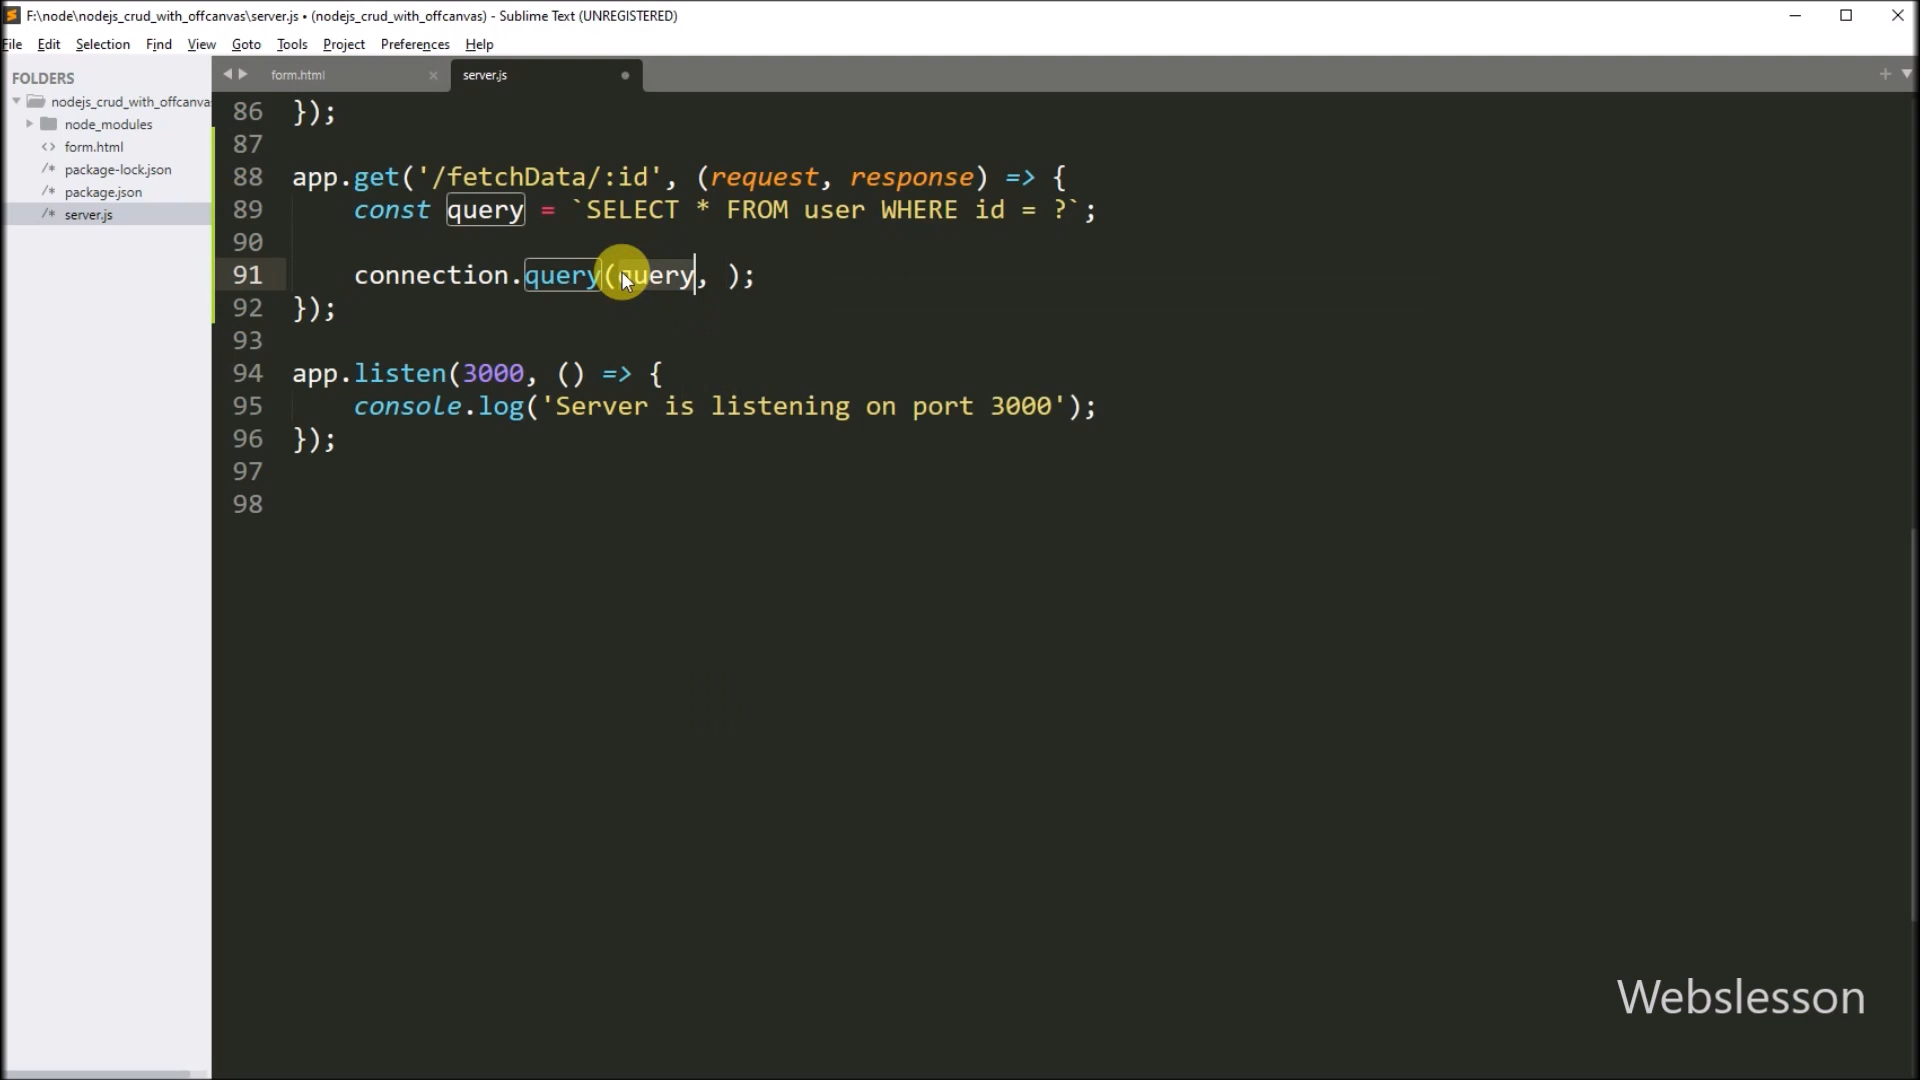 F:\node\nodejs_crud_with_offcanvas\server.js • (nodejs_crud_with_offcanvas) - Sublime Text (UNREGISTERED)
File Edit Selection Find View Goto Tools Project Preferences Help
FOLDERS
nodejs_crud_with_offcanvas
node_modules
<> form.html
/* package-lock.json
/* package.json
/* server.js
form.html
server.js
86 });
87
88 app.get('/fetchData/:id', (request, response) => {
89     const query = `SELECT * FROM user WHERE id = ?`;
90
91     connection.query(query, );
92 });
93
94 app.listen(3000, () => {
95     console.log('Server is listening on port 3000');
96 });
97
98
Webslesson